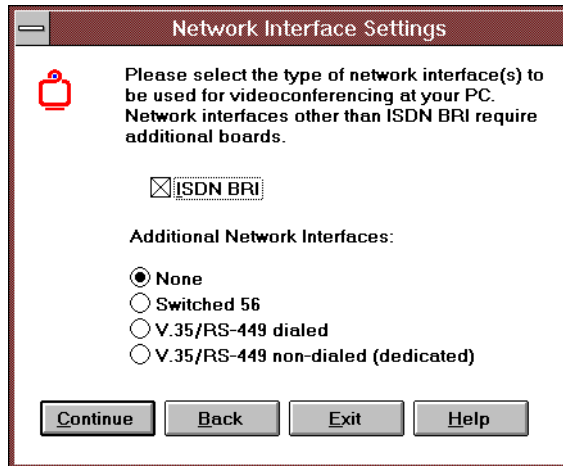 Network Interface Settings
Please select the type of network interface(s) to
be used for videoconferencing at your PC.
Network interfaces other than ISDN BRI require
additional boards.
ISDN BRI
Additional Network Interfaces:
None
Switched 56
V.35/RS-449 dialed
V.35/RS-449 non-dialed (dedicated)
Continue Back Exit Help